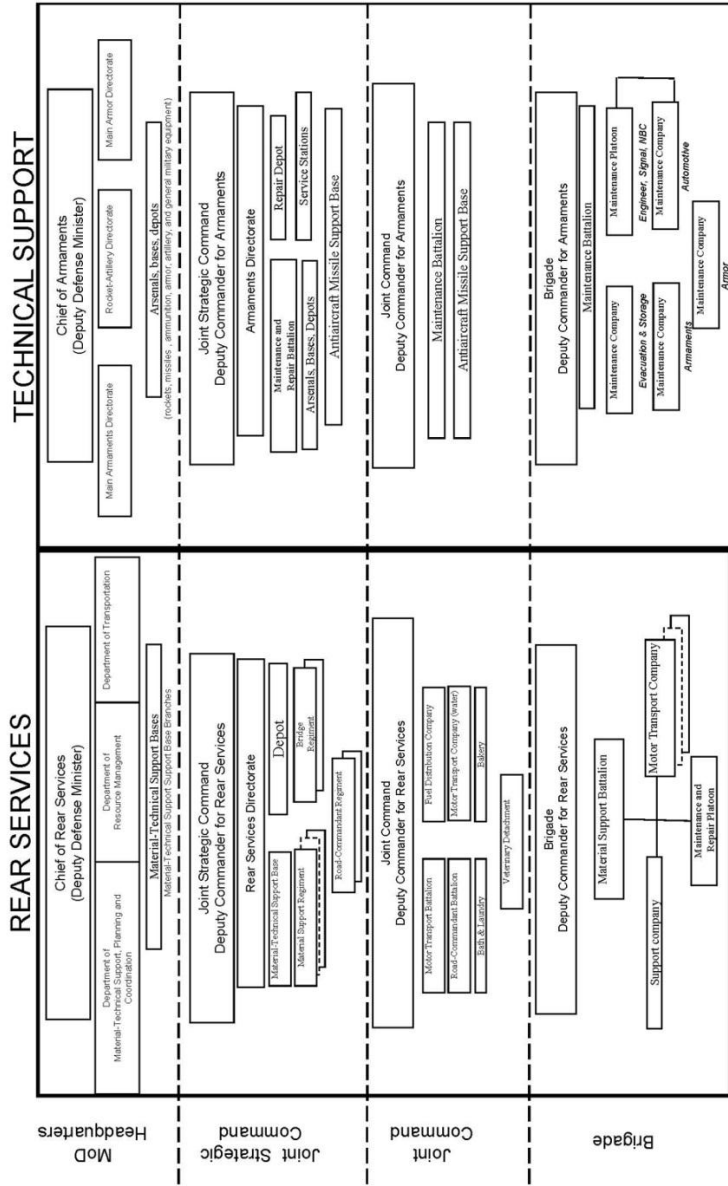 REAR SERVICES
TECHNICAL SUPPORT
MoD
Headquarters
Chief of Rear Services
(Deputy Defense Minister)
Department of
Material-Technical Support, Planning and
Coordination
Department of
Resource Management
Department of Transportation
Material-Technical Support Bases
Material-Technical Support Support Base Branches
Chief of Armaments
(Deputy Defense Minister)
Main Armaments Directorate
Rocket-Artillery Directorate
Main Armor Directorate
Arsenals, bases, depots
(rockets, missiles , ammunition, armor, artillery, and general military equipment)
Joint Strategic
Command
Joint Strategic Command
Deputy Commander for Rear Services
Rear Services Directorate
Material-Technical Support Base
Depot
Material Support Regiment
Bridge
Regiment
Road-Commandant Regiment
Joint Strategic Command
Deputy Commander for Armaments
Armaments Directorate
Maintenance and
Repair Battalion
Repair Depot
Arsenals, Bases, Depots
Service Stations
Antiaircraft Missile Support Base
Joint
Command
Joint Command
Deputy Commander for Rear Services
Motor Transport Battalion
Fuel Distribution Company
Road-Commandant Battalion
Motor Transport Company (water)
Bath & Laundry
Bakery
Veterinary Detachment
Joint Command
Deputy Commander for Armaments
Maintenance Battalion
Antiaircraft Missile Support Base
Brigade
Brigade
Deputy Commander for Rear Services
Material Support Battalion
Support company
Motor Transport Company
Maintenance and
Repair Platoon
Brigade
Deputy Commander for Armaments
Maintenance Battalion
Maintenance Company
Maintenance Platoon
Evacuation & Storage
Engineer, Signal, NBC
Maintenance Company
Maintenance Company
Armaments
Automotive
Maintenance Company
Armor